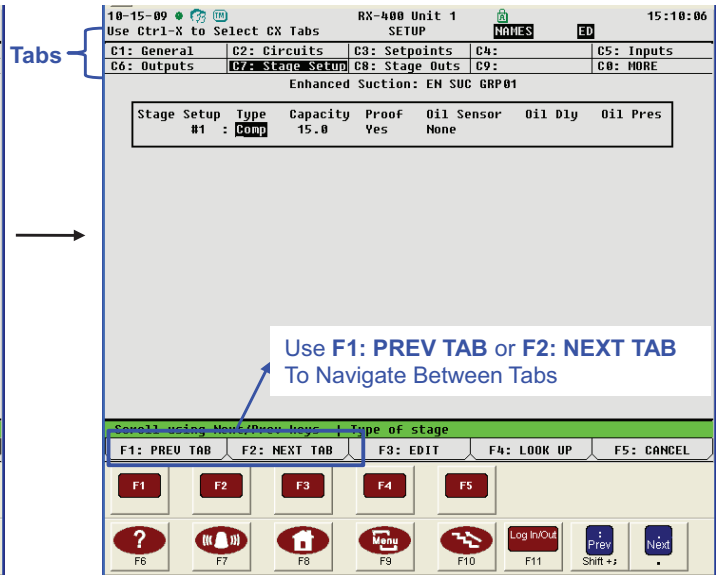 10-15-09 RX-400 Unit 1 15:10:06
Use Ctrl-X to Select CX Tabs SETUP NAMES ED
Tabs
C1: General C2: Circuits C3: Setpoints C4: C5: Inputs
C6: Outputs C7: Stage Setup C8: Stage Outs C9: C0: MORE
Enhanced Suction: EN SUC GRP01
Stage Setup Type Capacity Proof Oil Sensor Oil Dly Oil Pres
#1 : Comp 15.0 Yes None
Use F1: PREV TAB or F2: NEXT TAB
To Navigate Between Tabs
Scroll using Next/Prev keys | Type of stage
F1: PREV TAB F2: NEXT TAB F3: EDIT F4: LOOK UP F5: CANCEL
F1 F2 F3 F4 F5
? Menu Log In/Out : Prev . Next
F6 F7 F8 F9 F10 F11 Shift +; .